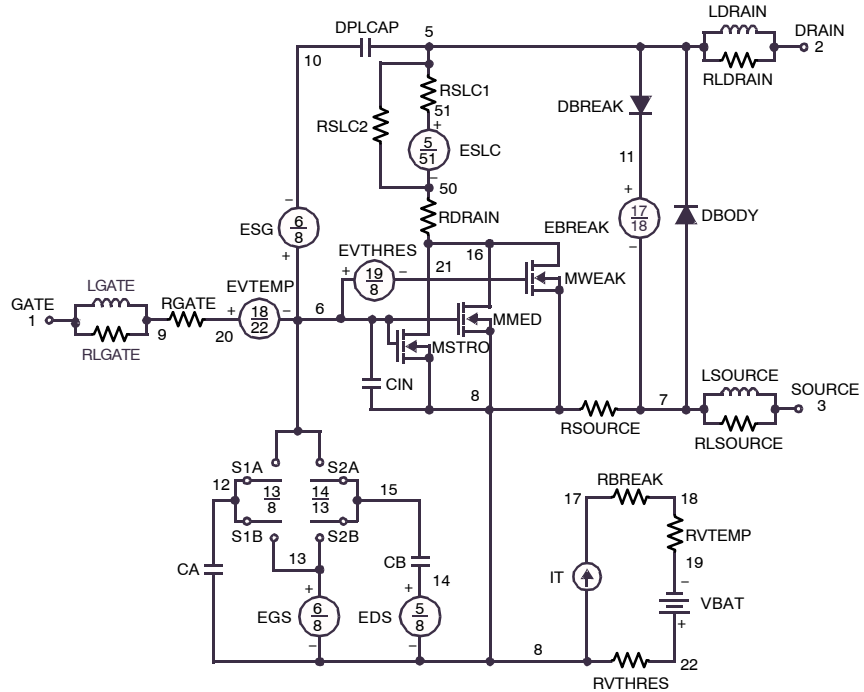 LDRAIN
DPLCAP
5
DRAIN
2
10
RLDRAIN
RSLC1
51
+
RSLC2
5
51
ESLC
−
50
DBREAK
11
+
17
18
EBREAK
−
DBODY
RDRAIN
−
6
8
ESG
+
EVTHRES
+
19
8
−
21
16
MWEAK
LGATE
GATE
1
RLGATE
9
RGATE
20
EVTEMP
+
18
22
−
6
MMED
MSTRO
CIN
8
RSOURCE
7
LSOURCE
SOURCE
3
RLSOURCE
S1A
S2A
12
13
8
14
13
15
S1B
S2B
13
CA
CB
14
+
EGS
6
8
−
+
EDS
5
8
−
RBREAK
17
18
RVTEMP
19
IT
−
VBAT
+
8
22
RVTHRES